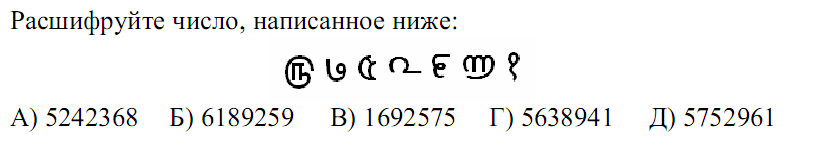 Расшифруйте число, написанное ниже:
А) 5242368 Б) 6189259 В) 1692575 Г) 5638941 Д) 5752961